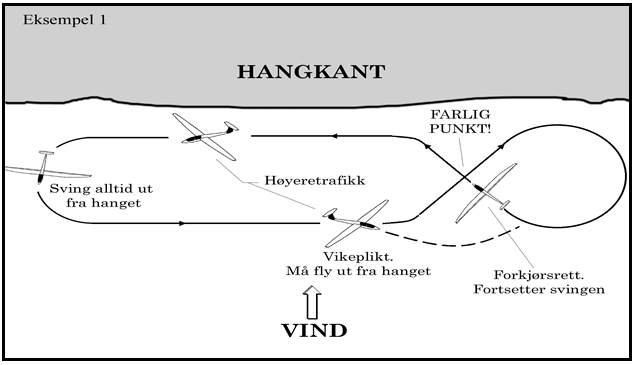 Eksempel 1
HANGKANT
FARLIG
PUNKT!
Sving alltid ut
fra hanget
Høyeretrafikk
Vikeplikt.
Må fly ut fra hanget
Forkjørsrett.
Fortsetter svingen
VIND